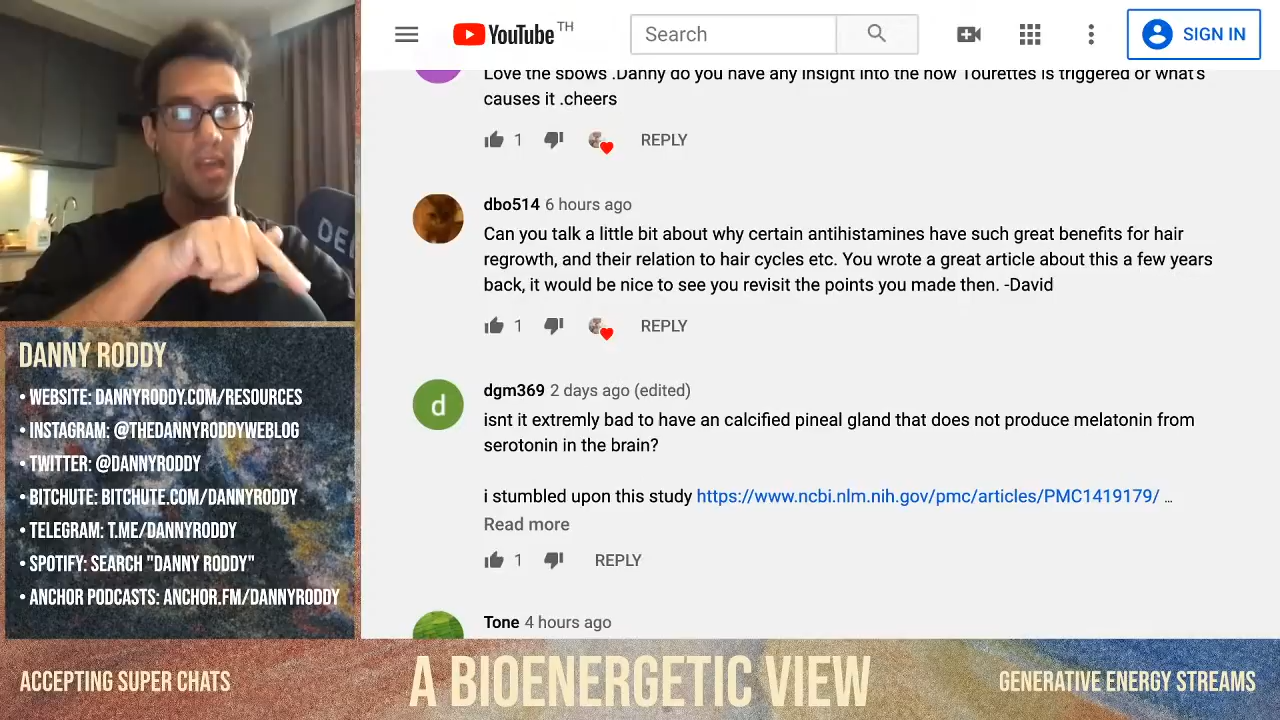 YouTube TH
Search
SIGN IN
Love the sbows .Danny do you have any insight into the how Tourettes is triggered or what's
causes it .cheers
1
REPLY
dbo514 6 hours ago
Can you talk a little bit about why certain antihistamines have such great benefits for hair
regrowth, and their relation to hair cycles etc. You wrote a great article about this a few years
back, it would be nice to see you revisit the points you made then. -David
1
REPLY
d
dgm369 2 days ago (edited)
isnt it extremly bad to have an calcified pineal gland that does not produce melatonin from
serotonin in the brain?
i stumbled upon this study https://www.ncbi.nlm.nih.gov/pmc/articles/PMC1419179/ ...
Read more
1
REPLY
Tone 4 hours ago
DE
DANNY RODDY
• WEBSITE: DANNYRODDY.COM/RESOURCES
• INSTAGRAM: @THEDANNYRODDYWEBLOG
• TWITTER: @DANNYRODDY
• BITCHUTE: BITCHUTE.COM/DANNYRODDY
• TELEGRAM: T.ME/DANNYRODDY
• SPOTIFY: SEARCH "DANNY RODDY"
• ANCHOR PODCASTS: ANCHOR.FM/DANNYRODDY
ACCEPTING SUPER CHATS
A BIOENERGETIC VIEW
GENERATIVE ENERGY STREAMS